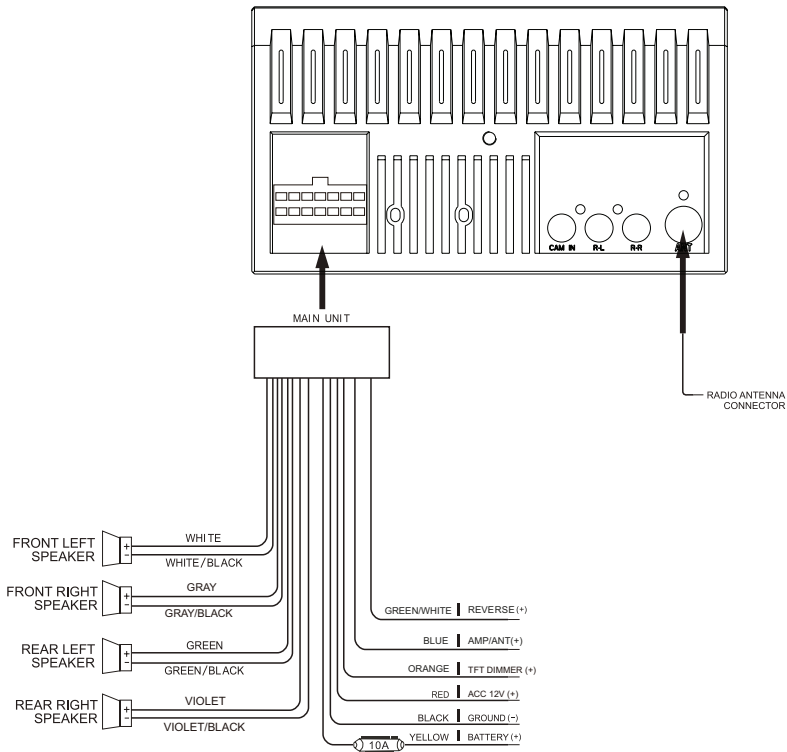 CAM IN
R-L
R-R
ANT
MAIN UNIT
RADIO ANTENNA
CONNECTOR
FRONT LEFT
SPEAKER
+
−
WHITE
WHITE/BLACK
FRONT RIGHT
SPEAKER
+
−
GRAY
GRAY/BLACK
REAR LEFT
SPEAKER
+
−
GREEN
GREEN/BLACK
REAR RIGHT
SPEAKER
+
−
VIOLET
VIOLET/BLACK
GREEN/WHITE REVERSE(+)
BLUE AMP/ANT(+)
ORANGE TFT DIMMER (+)
RED ACC 12V (+)
BLACK GROUND (−)
YELLOW BATTERY (+)
10A